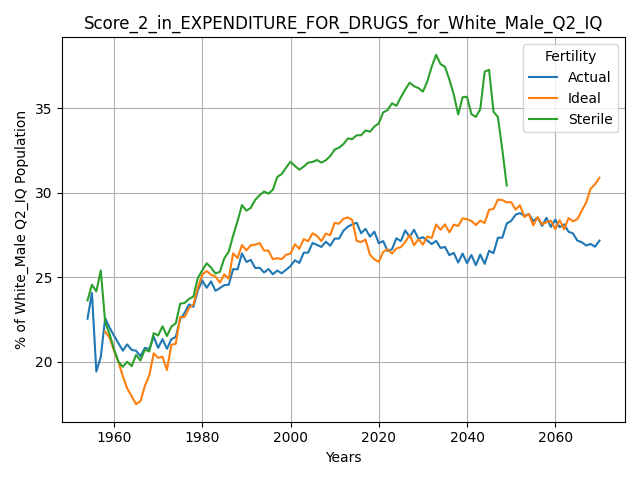 Score_2_in_EXPENDITURE_FOR_DRUGS_for_White_Male_Q2_IQ
Fertility
Actual
Ideal
Sterile
% of White_Male Q2_IQ Population
35
30
25
20
1960 1980 2000 2020 2040 2060
Years